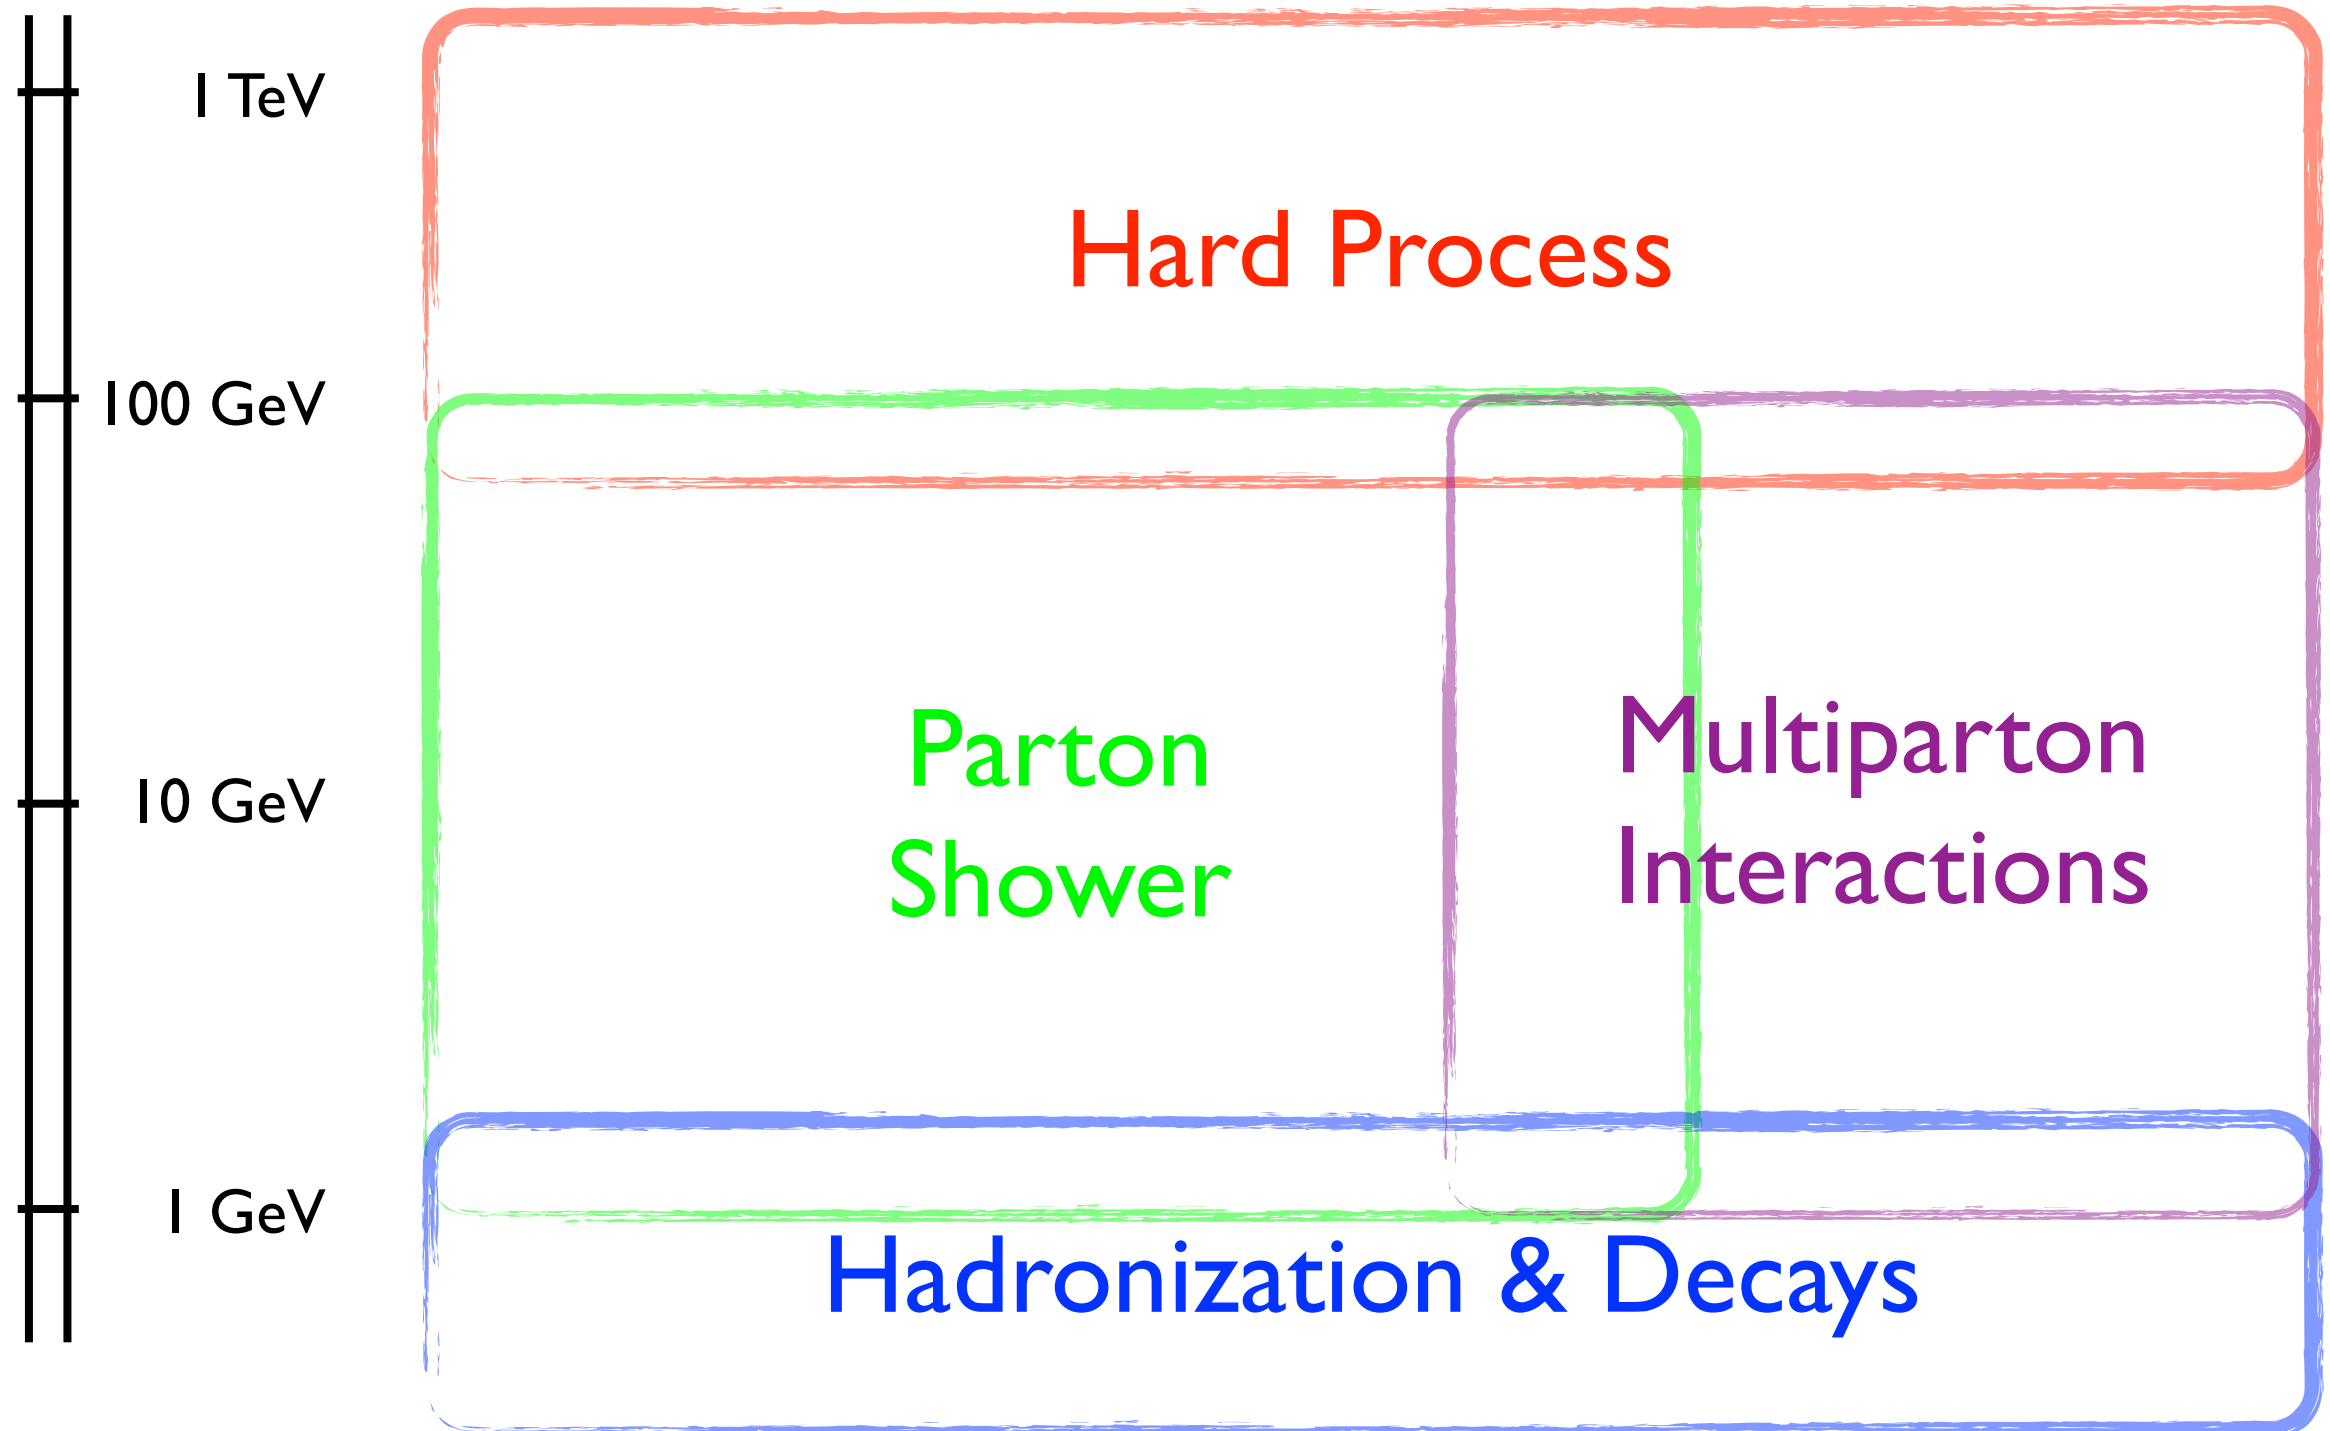 1 TeV
Hard Process
100 GeV
Parton
Shower
Multiparton
Interactions
10 GeV
1 GeV
Hadronization & Decays